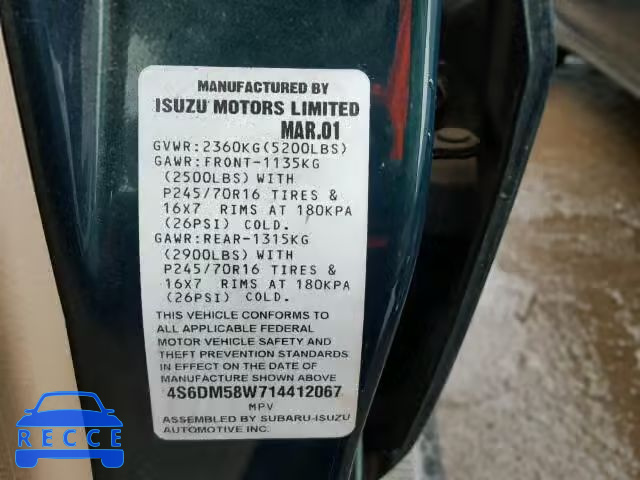 MANUFACTURED BY
ISUZU MOTORS LIMITED
MAR.01
GVWR:2360KG(5200LBS)
GAWR:FRONT-1135KG
(2500LBS) WITH
P245/70R16 TIRES &
16X7 RIMS AT 180KPA
(26PSI) COLD.
GAWR:REAR-1315KG
(2900LBS) WITH
P245/70R16 TIRES &
16X7 RIMS AT 180KPA
(26PSI) COLD.
THIS VEHICLE CONFORMS TO
ALL APPLICABLE FEDERAL
MOTOR VEHICLE SAFETY AND
THEFT PREVENTION STANDARDS
IN EFFECT ON THE DATE OF
MANUFACTURE SHOWN ABOVE
4S6DM58W714412067
MPV
ASSEMBLED BY SUBARU-ISUZU
AUTOMOTIVE INC.
RECCE